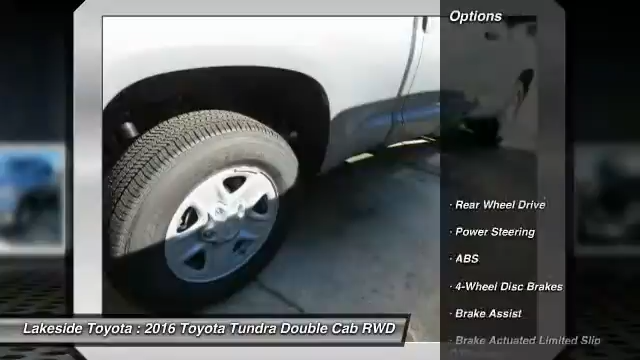 Options
· Rear Wheel Drive
· Power Steering
· ABS
· 4-Wheel Disc Brakes
· Brake Assist
· Brake Actuated Limited Slip
Lakeside Toyota : 2016 Toyota Tundra Double Cab RWD